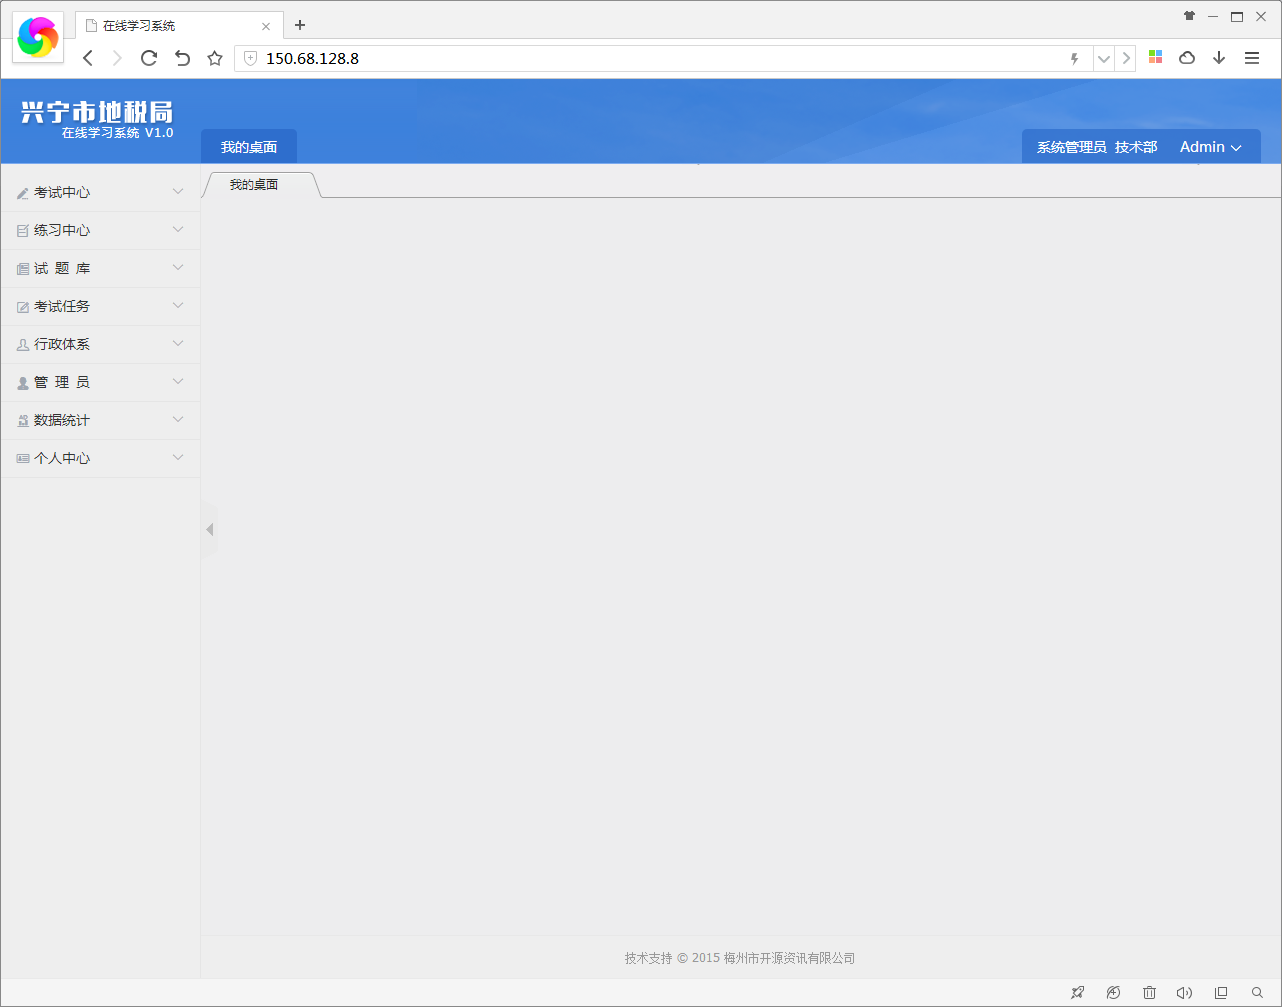 在线学习系统
150.68.128.8
兴宁市地税局
在线学习系统 V1.0
我的桌面
系统管理员 技术部 Admin
我的桌面
考试中心
练习中心
试 题 库
考试任务
行政体系
管 理 员
数据统计
个人中心
技术支持 © 2015 梅州市开源资讯有限公司